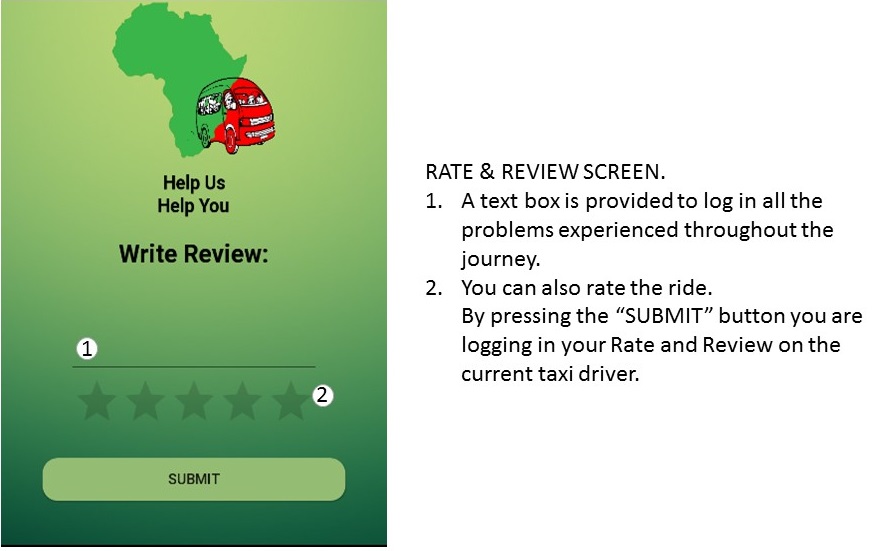 Help Us
Help You
Write Review:
1
2
SUBMIT
RATE & REVIEW SCREEN.
1. A text box is provided to log in all the
problems experienced throughout the
journey.
2. You can also rate the ride.
By pressing the “SUBMIT” button you are
logging in your Rate and Review on the
current taxi driver.